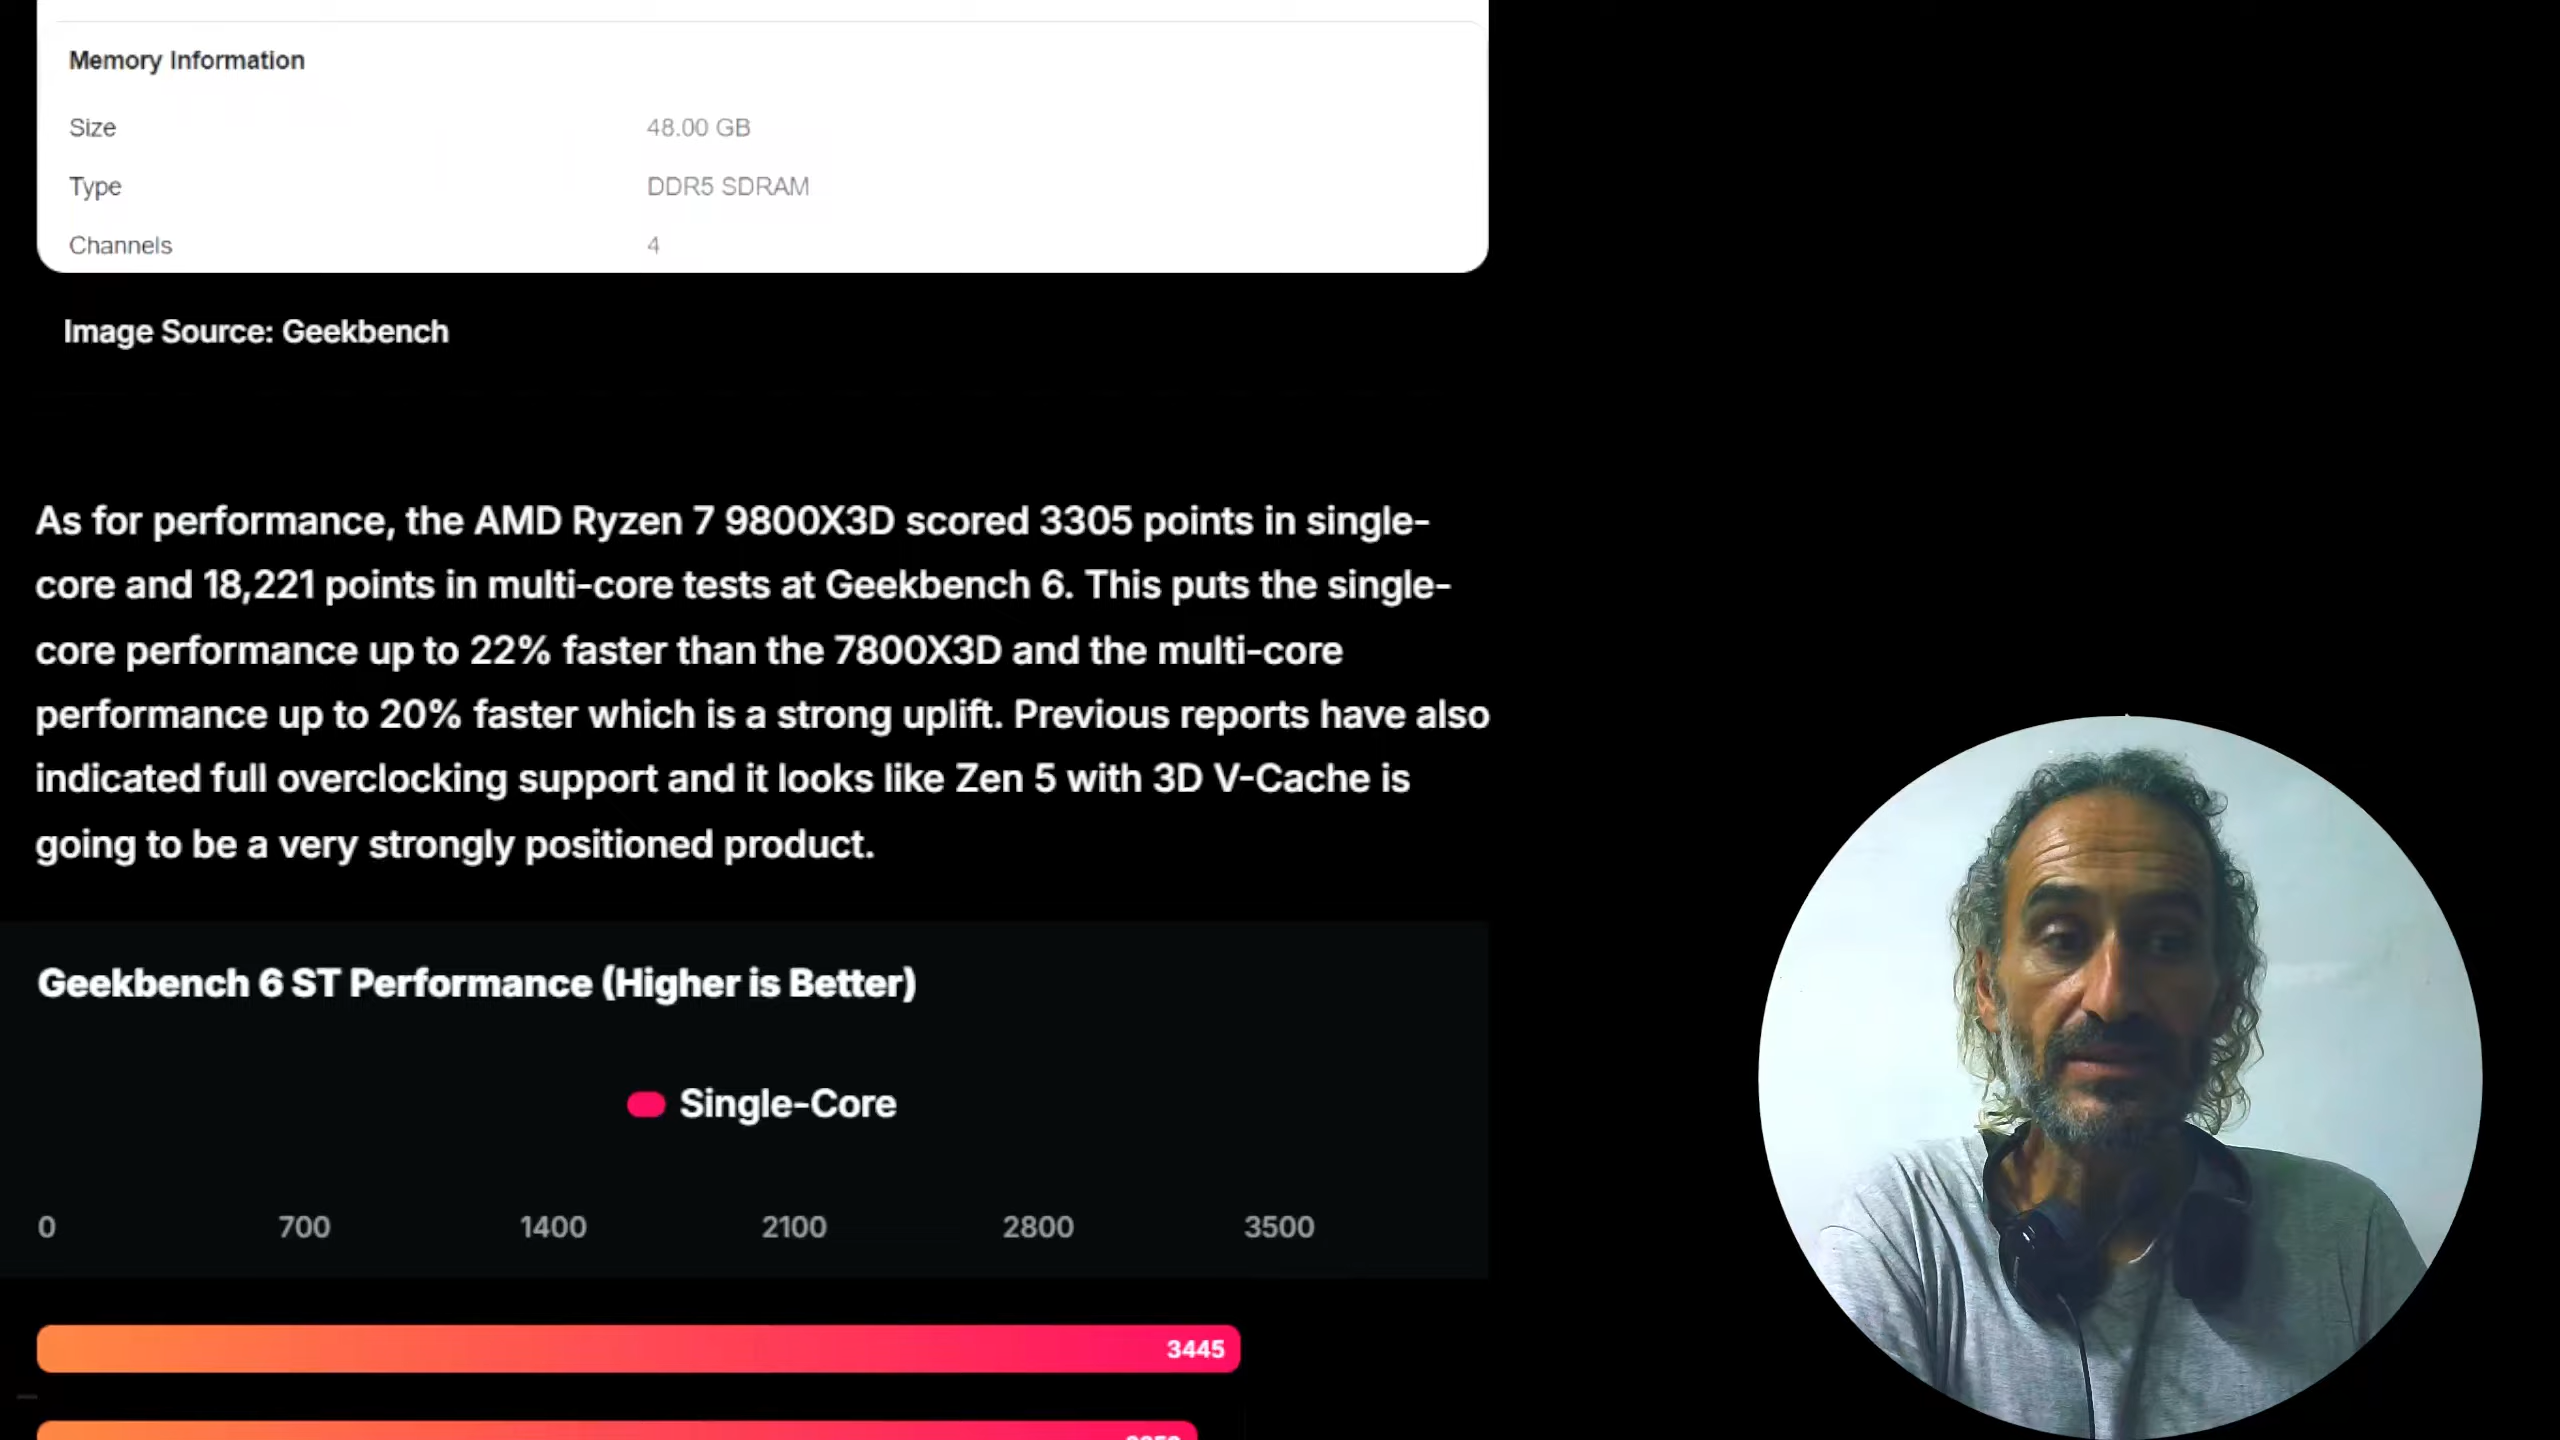 Memory Information
Size 48.00 GB
Type DDR5 SDRAM
Channels 4
Image Source: Geekbench
As for performance, the AMD Ryzen 7 9800X3D scored 3305 points in single-
core and 18,221 points in multi-core tests at Geekbench 6. This puts the single-
core performance up to 22% faster than the 7800X3D and the multi-core
performance up to 20% faster which is a strong uplift. Previous reports have also
indicated full overclocking support and it looks like Zen 5 with 3D V-Cache is
going to be a very strongly positioned product.
Geekbench 6 ST Performance (Higher is Better)
Single-Core
0 700 1400 2100 2800 3500
3445